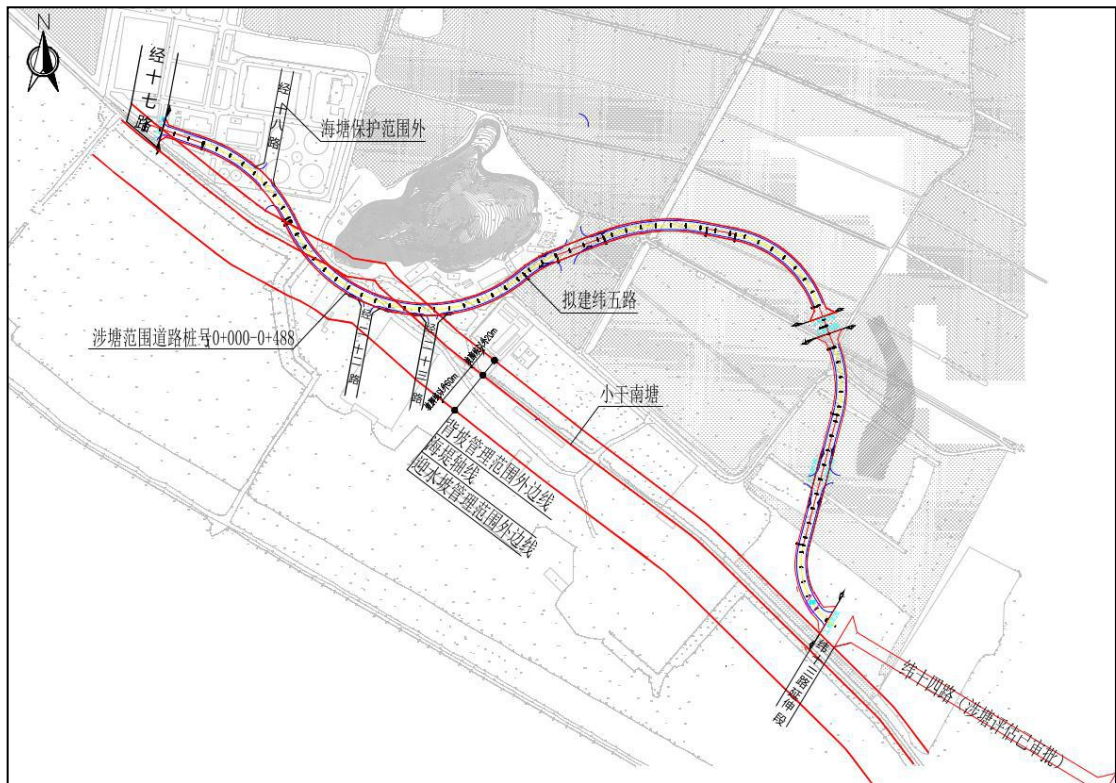 N
经十七路
经十八路
海塘保护范围外
拟建纬五路
涉塘范围道路桩号0+000-0+488
经二十二路
经二十三路
小干南塘
背坡管理范围外边线
海堤轴线
迎水坡管理范围外边线
纬十三路延伸段
纬十四路（涉塘评估已审批）